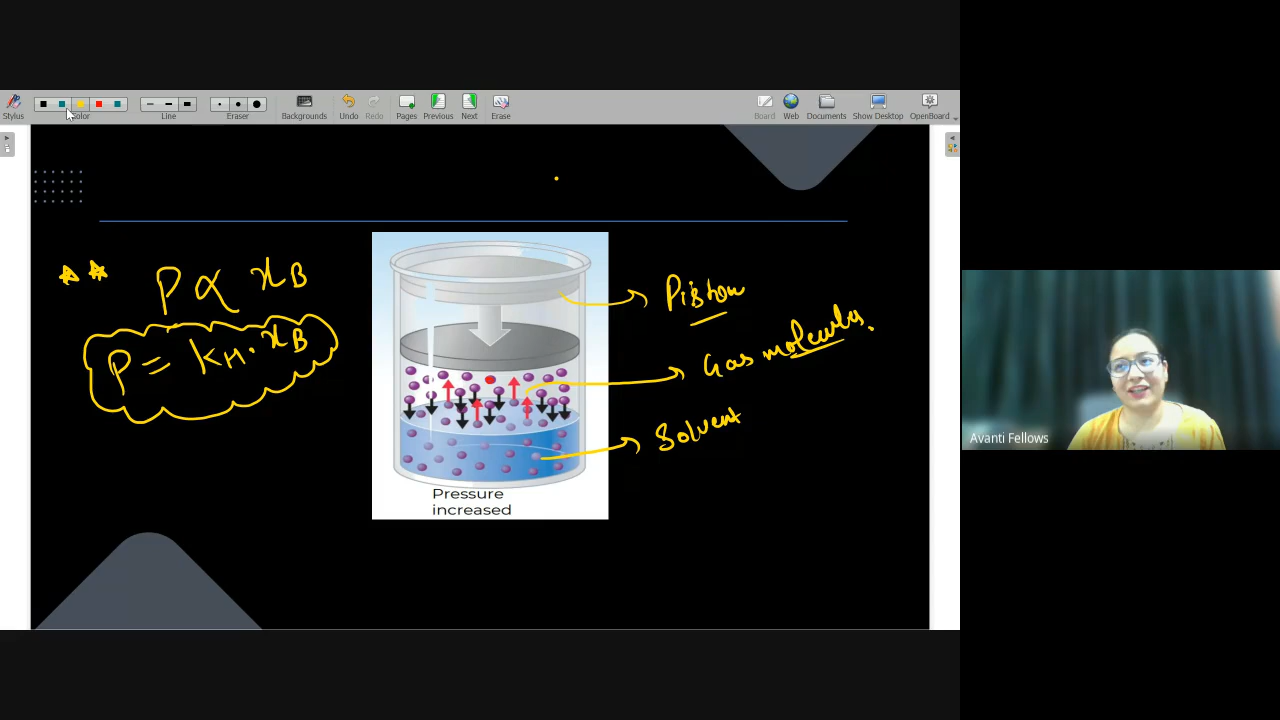 Stylus
Color
Line
Eraser
Backgrounds
Undo
Redo
Pages
Previous
Next
Erase
Board
Web
Documents
Show Desktop
OpenBoard
P ∝ xB
P = KH · xB
Piston
Gas molecules.
Solvent
Pressure
increased
Avanti Fellows